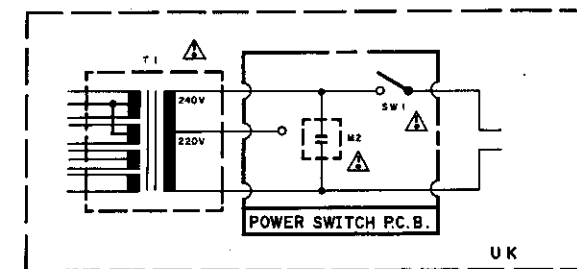 T1
240V
SW1
220V
M2
POWER SWITCH P.C.B.
UK